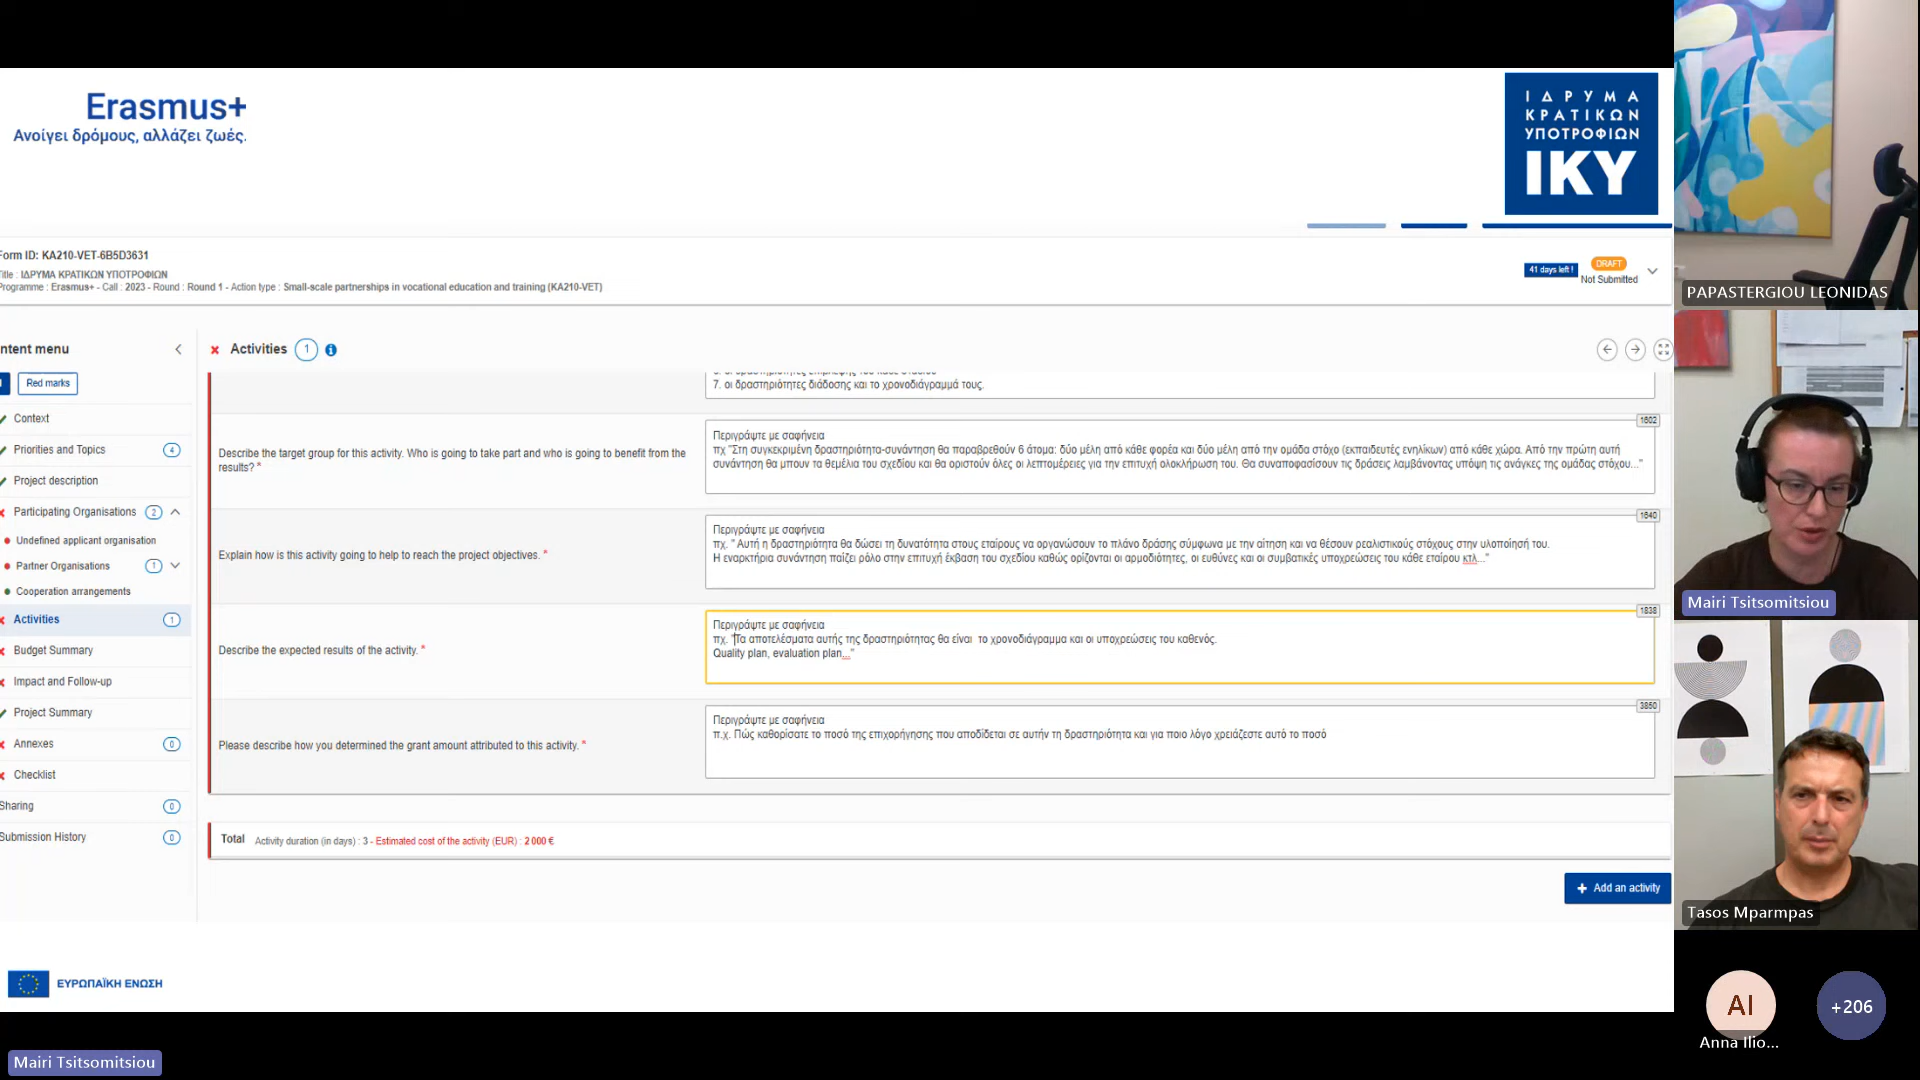 Erasmus+
Ανοίγει δρόμους, αλλάζει ζωές.
ΙΔΡΥΜΑ
ΚΡΑΤΙΚΩΝ
ΥΠΟΤΡΟΦΙΩΝ
IKY
Form ID: KA210-VET-6B5D3631
Title : ΙΔΡΥΜΑ ΚΡΑΤΙΚΩΝ ΥΠΟΤΡΟΦΙΩΝ
Programme : Erasmus+ - Call : 2023 - Round : Round 1 - Action type : Small-scale partnerships in vocational education and training (KA210-VET)
41 days left !
DRAFT
Not Submitted
ntent menu
Red marks
Context
Priorities and Topics 4
Project description
Participating Organisations 2
Undefined applicant organisation
Partner Organisations 1
Cooperation arrangements
Activities 1
Budget Summary
Impact and Follow-up
Project Summary
Annexes 0
Checklist
Sharing 0
Submission History 0
Activities 1
7. οι δραστηριότητες διάδοσης και το χρονοδιάγραμμά τους.
Describe the target group for this activity. Who is going to take part and who is going to benefit from the
results? *
1602
Περιγράψτε με σαφήνεια
πχ "Στη συγκεκριμένη δραστηριότητα-συνάντηση θα παραβρεθούν 6 άτομα: δύο μέλη από κάθε φορέα και δύο μέλη από την ομάδα στόχο (εκπαιδευτές ενηλίκων) από κάθε χώρα. Από την πρώτη αυτή
συνάντηση θα μπουν τα θεμέλια του σχεδίου και θα οριστούν όλες οι λεπτομέρειες για την επιτυχή ολοκλήρωση του. Θα συναποφασίσουν τις δράσεις λαμβάνοντας υπόψη τις ανάγκες της ομάδας στόχου..."
Explain how is this activity going to help to reach the project objectives. *
1640
Περιγράψτε με σαφήνεια
πχ. " Αυτή η δραστηριότητα θα δώσει τη δυνατότητα στους εταίρους να οργανώσουν το πλάνο δράσης σύμφωνα με την αίτηση και να θέσουν ρεαλιστικούς στόχους στην υλοποίησή του.
Η εναρκτήρια συνάντηση παίζει ρόλο στην επιτυχή έκβαση του σχεδίου καθώς ορίζονται οι αρμοδιότητες, οι ευθύνες και οι συμβατικές υποχρεώσεις του κάθε εταίρου κτλ..."
Describe the expected results of the activity. *
1838
Περιγράψτε με σαφήνεια
πχ. "Τα αποτελέσματα αυτής της δραστηριότητας θα είναι το χρονοδιάγραμμα και οι υποχρεώσεις του καθενός.
Quality plan, evaluation plan..."
Please describe how you determined the grant amount attributed to this activity. *
3850
Περιγράψτε με σαφήνεια
π.χ. Πώς καθορίσατε το ποσό της επιχορήγησης που αποδίδεται σε αυτήν τη δραστηριότητα και για ποιο λόγο χρειάζεστε αυτό το ποσό
Total Activity duration (in days) : 3 - Estimated cost of the activity (EUR) : 2 000 €
+ Add an activity
ΕΥΡΩΠΑΪΚΗ ΕΝΩΣΗ
Mairi Tsitsomitsiou
PAPASTERGIOU LEONIDAS
Mairi Tsitsomitsiou
Tasos Mparmpas
AI
Anna Ilio...
+206